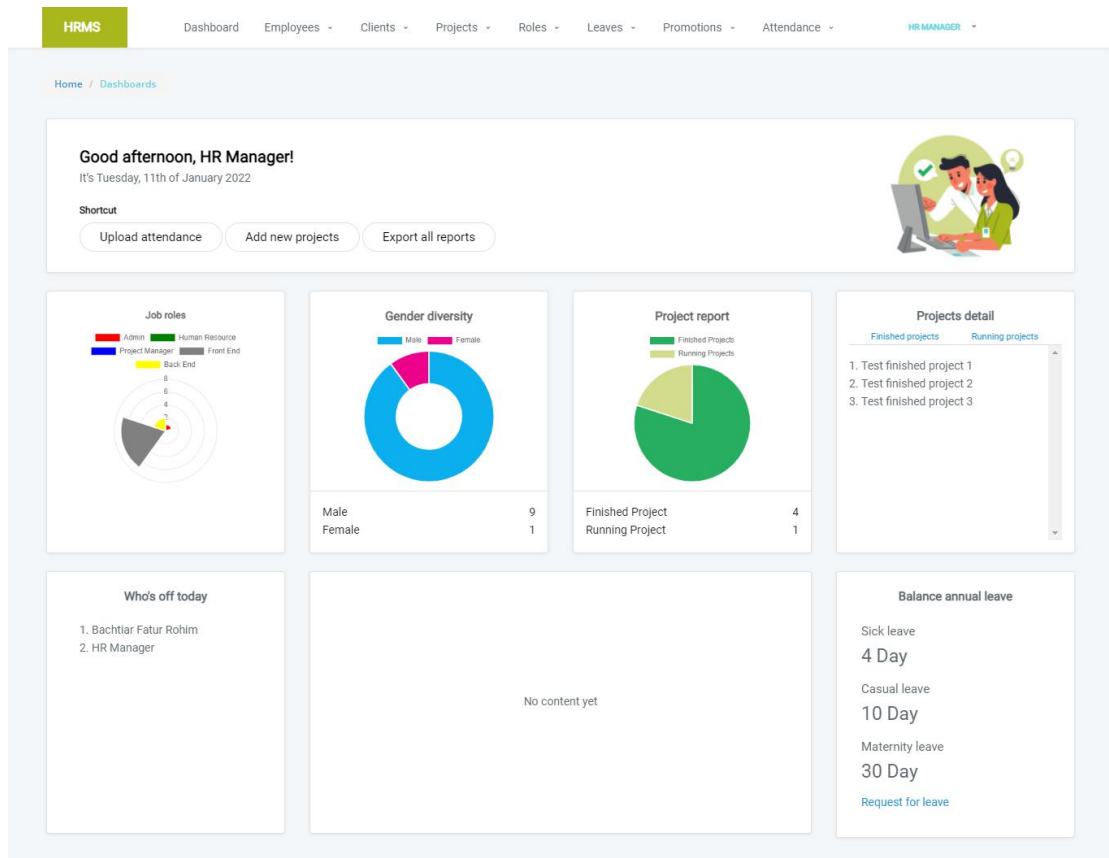 HRMS Dashboard Employees Clients Projects Roles Leaves Promotions Attendance HR MANAGER
Home / Dashboards
Good afternoon, HR Manager!
It's Tuesday, 11th of January 2022
Shortcut
Upload attendance Add new projects Export all reports
Job roles
Admin Human Resource
Project Manager Front End
Back End
8
6
4
2
Gender diversity
Male Female
Male 9
Female 1
Project report
Finished Projects
Running Projects
Finished Project 4
Running Project 1
Projects detail
Finished projects Running projects
1. Test finished project 1
2. Test finished project 2
3. Test finished project 3
Who's off today
1. Bachtiar Fatur Rohim
2. HR Manager
No content yet
Balance annual leave
Sick leave
4 Day
Casual leave
10 Day
Maternity leave
30 Day
Request for leave